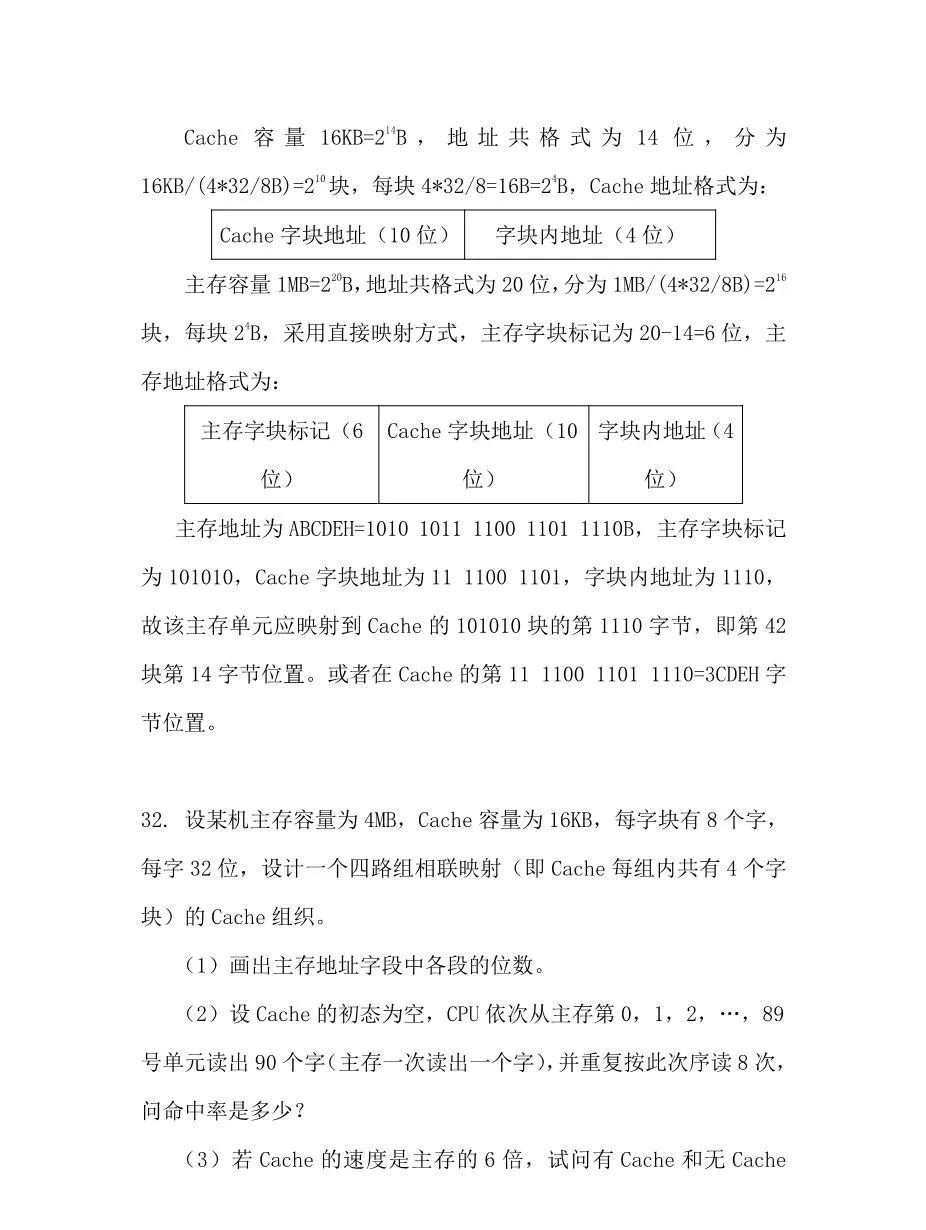 Cache 容量 16KB=2¹⁴B，地址共格式为 14 位，分为
16KB/(4*32/8B)=2¹⁰块，每块 4*32/8=16B=2⁴B，Cache 地址格式为：
Cache 字块地址（10 位） 字块内地址（4 位）
主存容量 1MB=2²⁰B，地址共格式为 20 位，分为 1MB/(4*32/8B)=2¹⁶
块，每块 2⁴B，采用直接映射方式，主存字块标记为 20-14=6 位，主
存地址格式为：
主存字块标记（6 Cache 字块地址（10 字块内地址（4
位） 位） 位）
主存地址为 ABCDEH=1010 1011 1100 1101 1110B，主存字块标记
为 101010，Cache 字块地址为 11 1100 1101，字块内地址为 1110，
故该主存单元应映射到 Cache 的 101010 块的第 1110 字节，即第 42
块第 14 字节位置。或者在 Cache 的第 11 1100 1101 1110=3CDEH 字
节位置。
32. 设某机主存容量为 4MB，Cache 容量为 16KB，每字块有 8 个字，
每字 32 位，设计一个四路组相联映射（即 Cache 每组内共有 4 个字
块）的 Cache 组织。
（1）画出主存地址字段中各段的位数。
（2）设 Cache 的初态为空，CPU 依次从主存第 0，1，2，…，89
号单元读出 90 个字（主存一次读出一个字），并重复按此次序读 8 次，
问命中率是多少？
（3）若 Cache 的速度是主存的 6 倍，试问有 Cache 和无 Cache